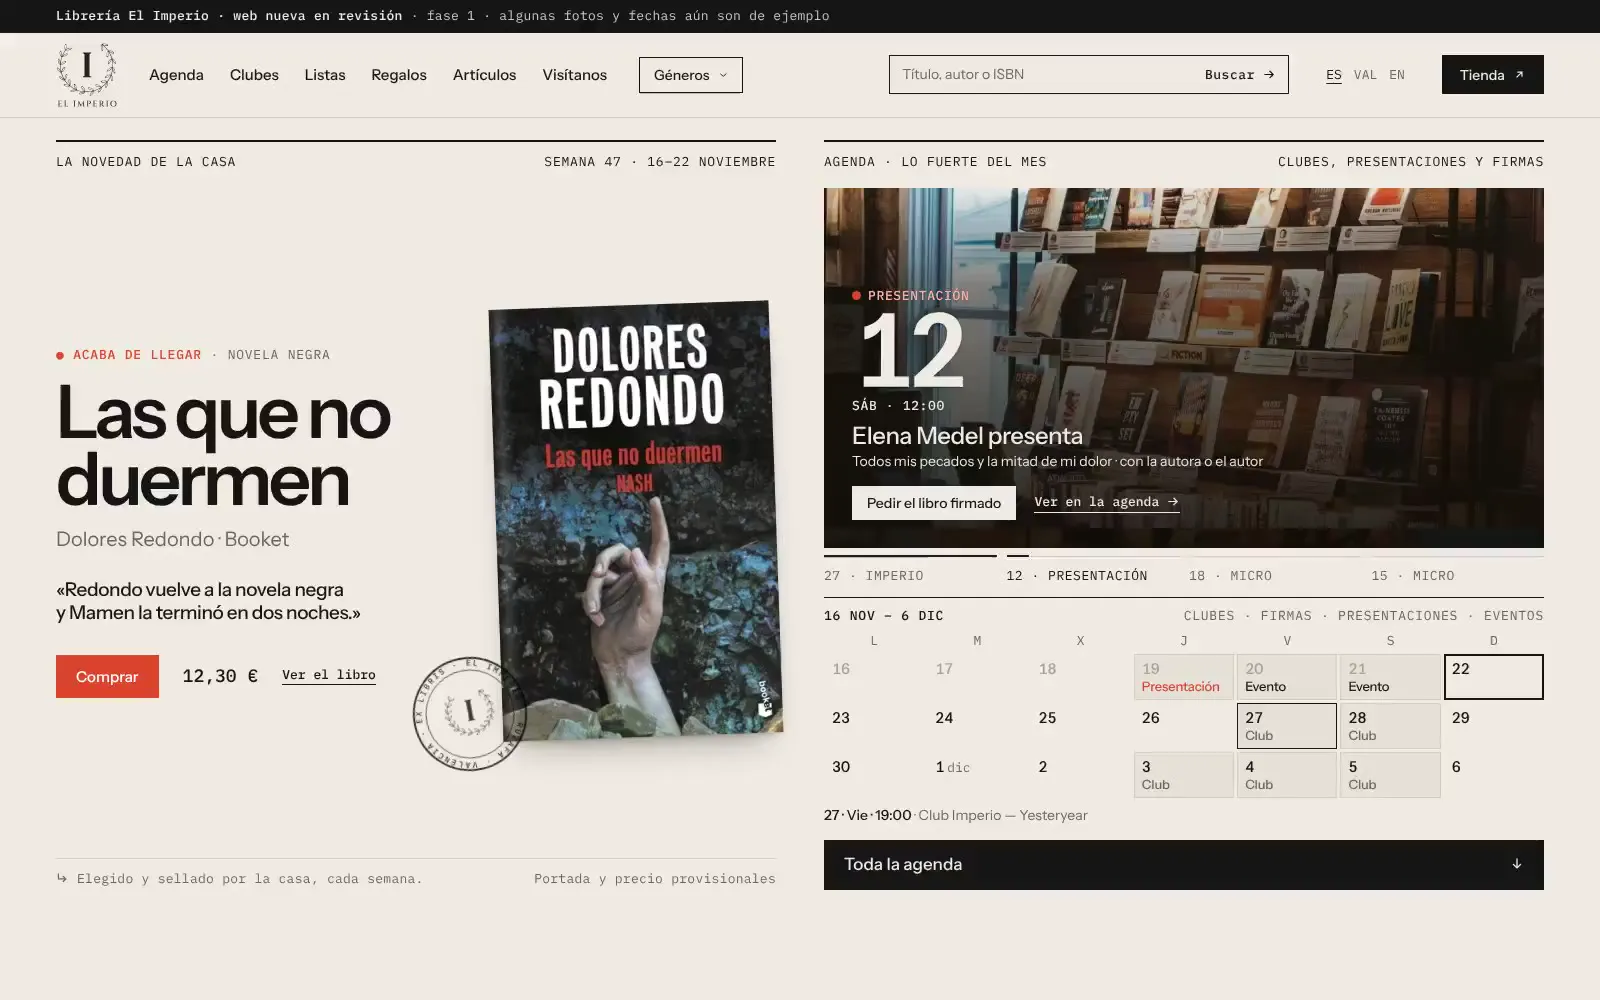 Librería El Imperio · web nueva en revisión · fase 1 · algunas fotos y fechas aún son de ejemplo
I
EL IMPERIO
Agenda Clubes Listas Regalos Artículos Visítanos Géneros
Título, autor o ISBN Buscar →
ES VAL EN
Tienda ↗
LA NOVEDAD DE LA CASA SEMANA 47 · 16–22 NOVIEMBRE
ACABA DE LLEGAR · NOVELA NEGRA
Las que no
duermen
Dolores Redondo · Booket
«Redondo vuelve a la novela negra
y Mamen la terminó en dos noches.»
Comprar 12,30 € Ver el libro
DOLORES
REDONDO
Las que no duermen
NASH
booket
EX LIBRIS · EL IM
VALENCIA
I
↳ Elegido y sellado por la casa, cada semana. Portada y precio provisionales
AGENDA · LO FUERTE DEL MES CLUBES, PRESENTACIONES Y FIRMAS
FICTION
LOVE
PRESENTACIÓN
12
SÁB · 12:00
Elena Medel presenta
Todos mis pecados y la mitad de mi dolor · con la autora o el autor
Pedir el libro firmado Ver en la agenda →
27 · IMPERIO 12 · PRESENTACIÓN 18 · MICRO 15 · MICRO
16 NOV – 6 DIC CLUBES · FIRMAS · PRESENTACIONES · EVENTOS
L M X J V S D
16 17 18 19 20 21 22
Presentación Evento Evento
23 24 25 26 27 28 29
Club Club
30 1 dic 2 3 4 5 6
Club Club Club
27 · Vie · 19:00 · Club Imperio — Yesteryear
Toda la agenda ↓